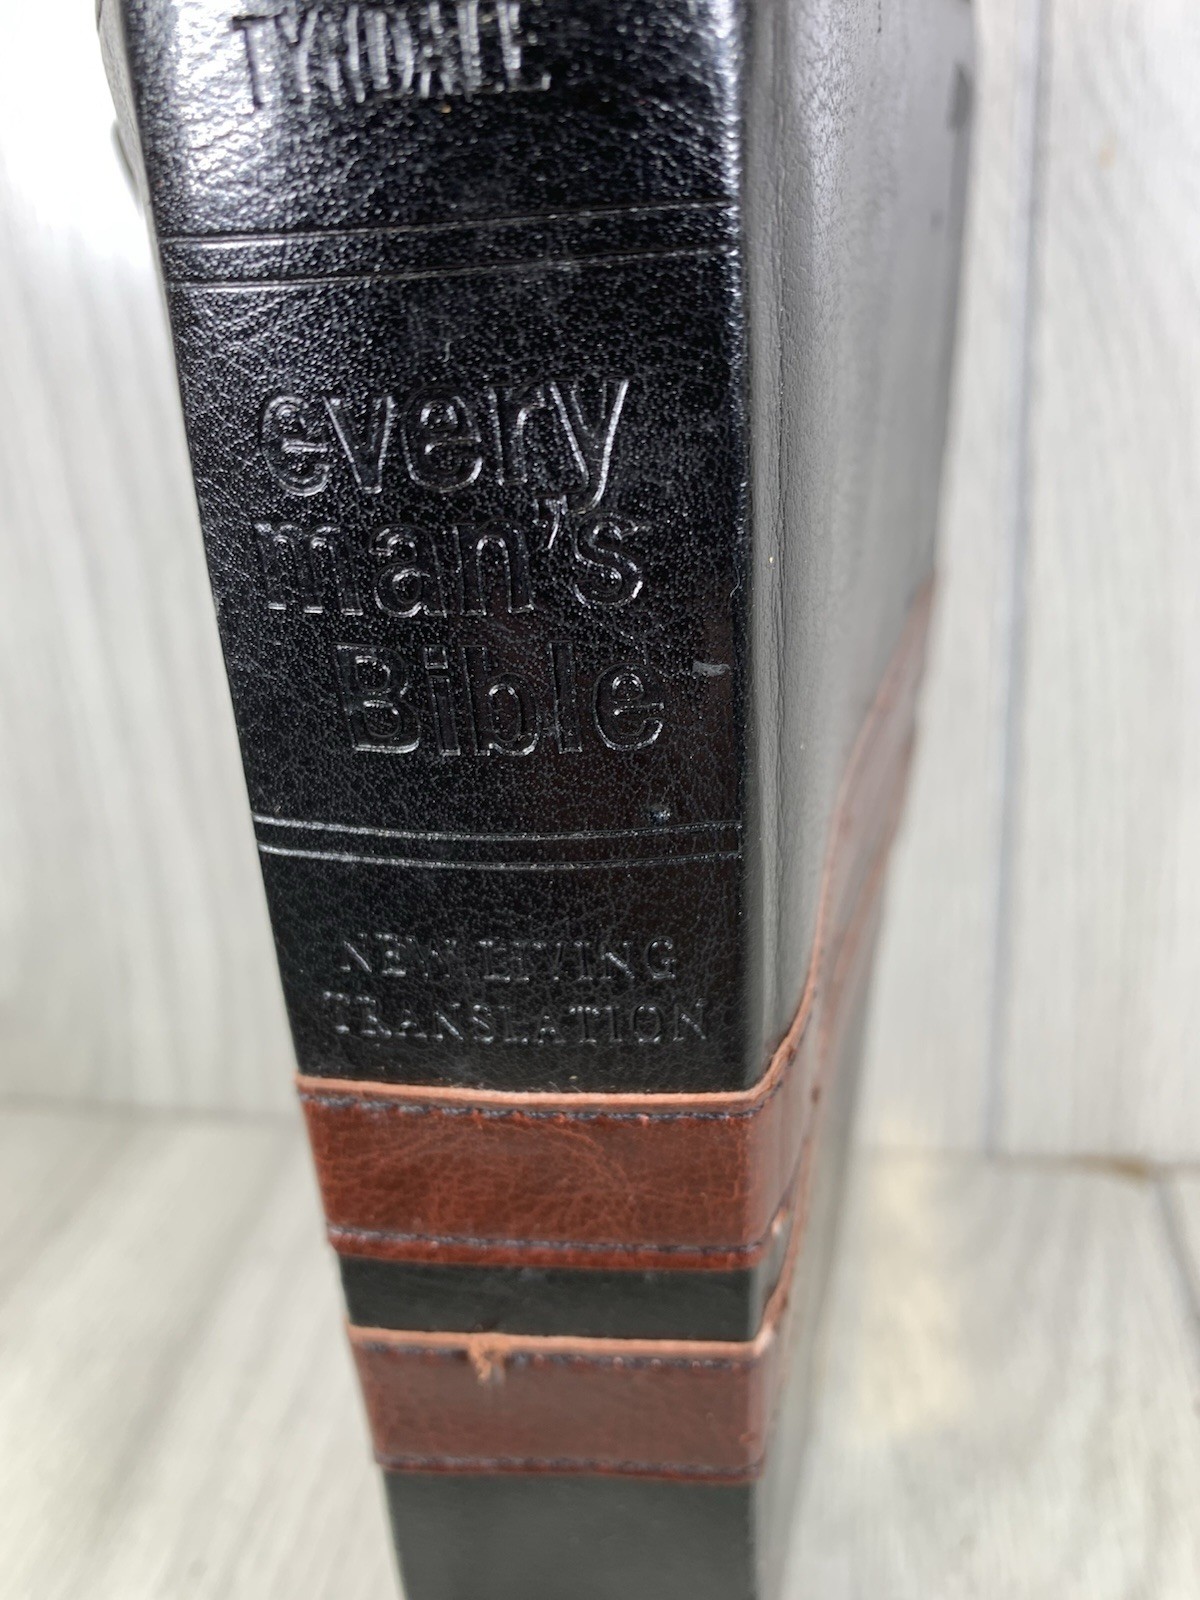 TYNDALE
every
man's
Bible
NEW LIVING
TRANSLATION